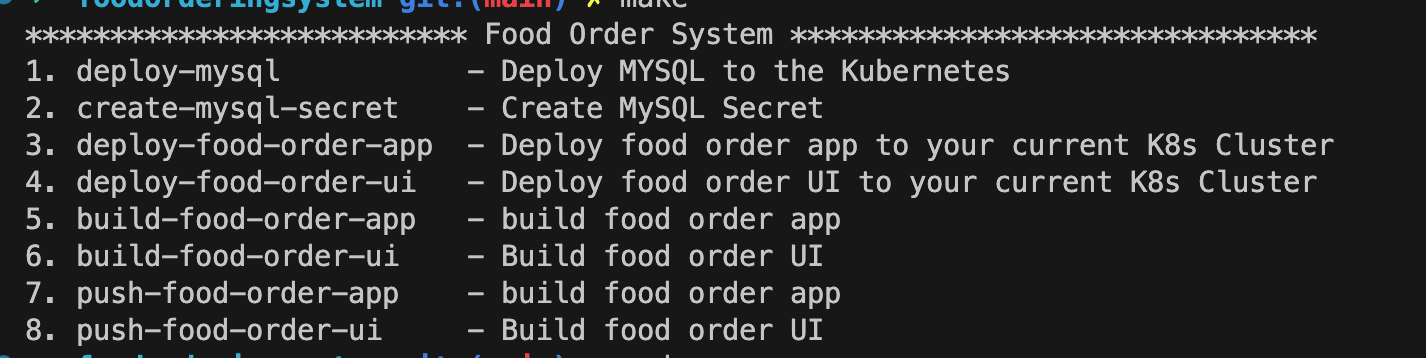 foodorderingsystem git:(main) ✗ make
************************** Food Order System *******************************
1. deploy-mysql - Deploy MYSQL to the Kubernetes
2. create-mysql-secret - Create MySQL Secret
3. deploy-food-order-app - Deploy food order app to your current K8s Cluster
4. deploy-food-order-ui - Deploy food order UI to your current K8s Cluster
5. build-food-order-app - build food order app
6. build-food-order-ui - Build food order UI
7. push-food-order-app - build food order app
8. push-food-order-ui - Build food order UI